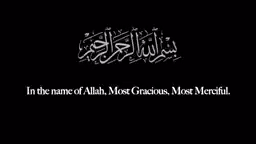 بسم الله الرحمن الرحيم
In the name of Allah, Most Gracious, Most Merciful.